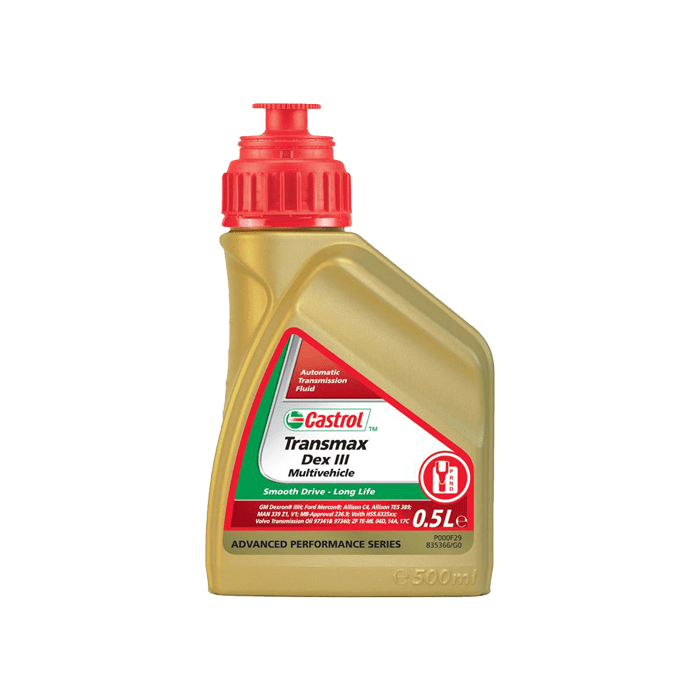 Automatic
Transmission
Fluid
Castrol™
Transmax
Dex III
Multivehicle
Smooth Drive - Long Life
GM Dexron® IIIH; Ford Mercon®; Allison C4, Allison TES 389;
MAN 339 Z1, V1; MB-Approval 236.9; Voith H55.6335xx;
Volvo Transmission Oil 97341& 97340; ZF TE-ML 04D, 14A, 17C
0.5L℮
P
R
N
D
P000F29
835366/G0
ADVANCED PERFORMANCE SERIES
℮500ml